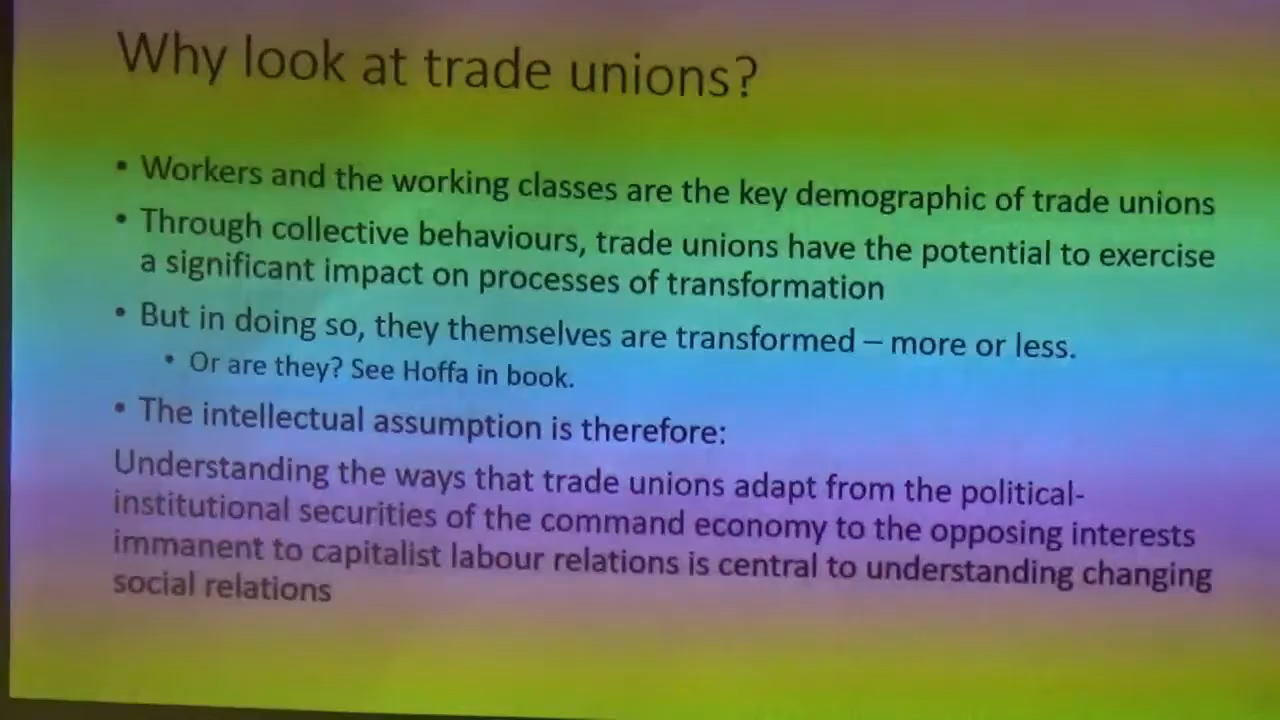 Why look at trade unions?
• Workers and the working classes are the key demographic of trade unions
• Through collective behaviours, trade unions have the potential to exercise
a significant impact on processes of transformation
• But in doing so, they themselves are transformed – more or less.
• Or are they? See Hoffa in book.
• The intellectual assumption is therefore:
Understanding the ways that trade unions adapt from the political-
institutional securities of the command economy to the opposing interests
immanent to capitalist labour relations is central to understanding changing
social relations